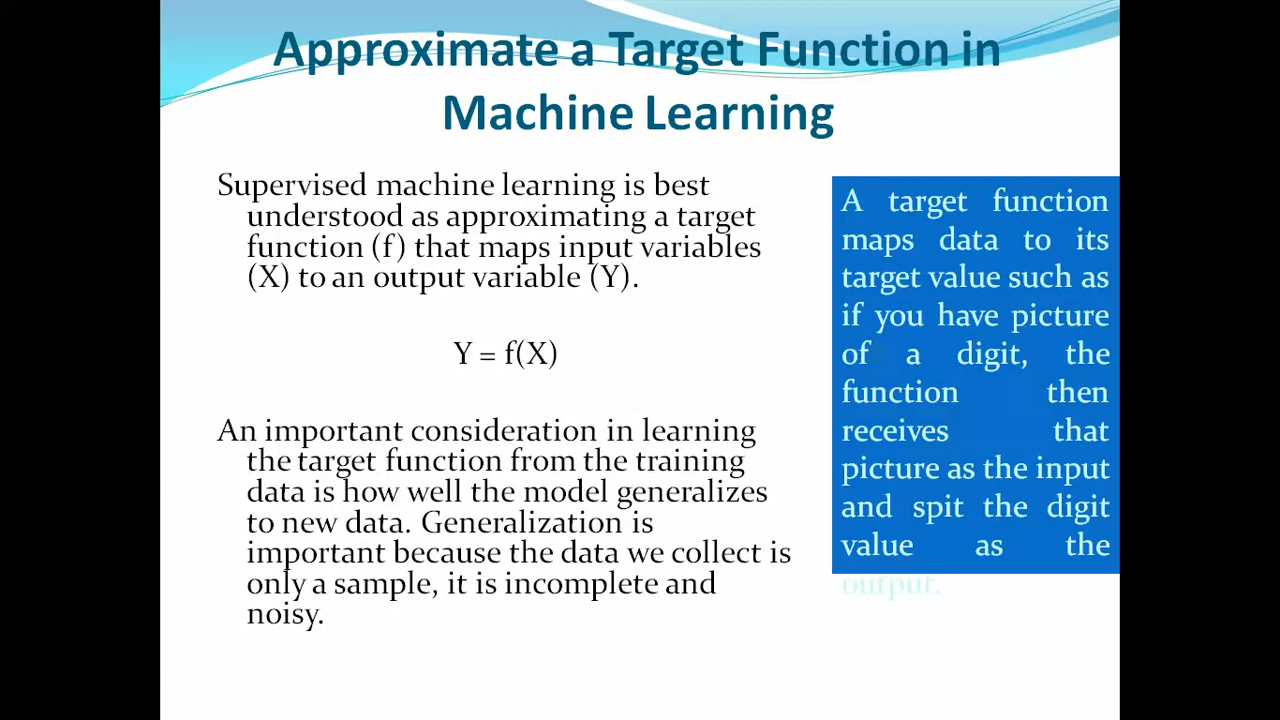 Approximate a Target Function in
Machine Learning
Supervised machine learning is best
understood as approximating a target
function (f) that maps input variables
(X) to an output variable (Y).
Y = f(X)
An important consideration in learning
the target function from the training
data is how well the model generalizes
to new data. Generalization is
important because the data we collect is
only a sample, it is incomplete and
noisy.
A target function
maps data to its
target value such as
if you have picture
of a digit, the
function then
receives that
picture as the input
and spit the digit
value as the
output.